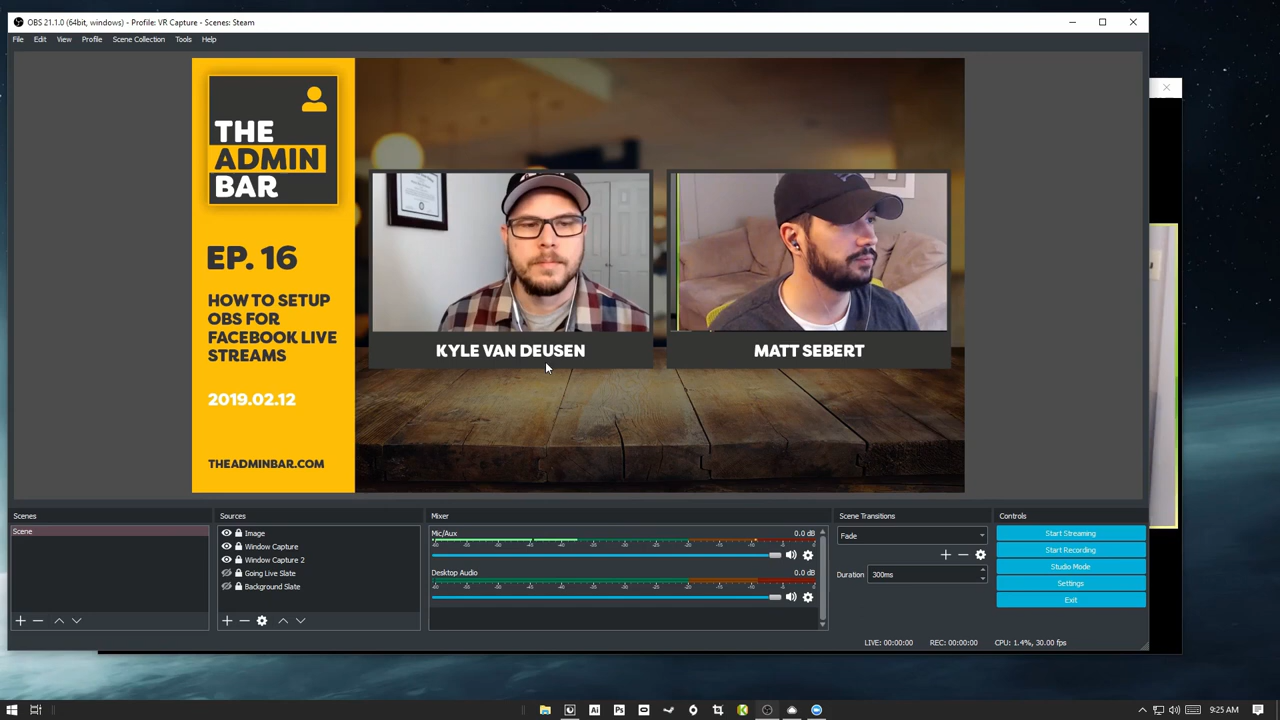 OBS 21.1.0 (64bit, windows) - Profile: VR Capture - Scenes: Steam
File Edit View Profile Scene Collection Tools Help
THE
ADMIN
BAR
EP. 16
HOW TO SETUP
OBS FOR
FACEBOOK LIVE
STREAMS
2019.02.12
THEADMINBAR.COM
KYLE VAN DEUSEN
MATT SEBERT
Scenes
Scene
Sources
Image
Window Capture
Window Capture 2
Going Live Slate
Background Slate
Mixer
Mic/Aux 0.0 dB
Desktop Audio 0.0 dB
Scene Transitions
Fade
Duration 300ms
Controls
Start Streaming
Start Recording
Studio Mode
Settings
Exit
LIVE: 00:00:00 REC: 00:00:00 CPU: 1.4%, 30.00 fps
Ai Ps 9:25 AM